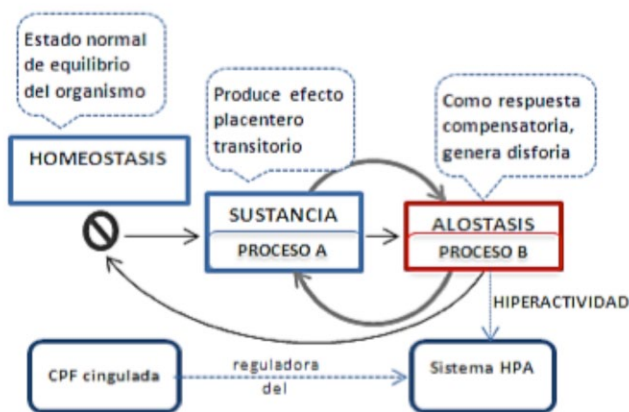 Estado normal
de equilibrio
del organismo
HOMEOSTASIS
Produce efecto
placentero
transitorio
Como respuesta
compensatoria,
genera disforia
SUSTANCIA
PROCESO A
ALOSTASIS
PROCESO B
HIPERACTIVIDAD
CPF cingulada
reguladora
del
Sistema HPA